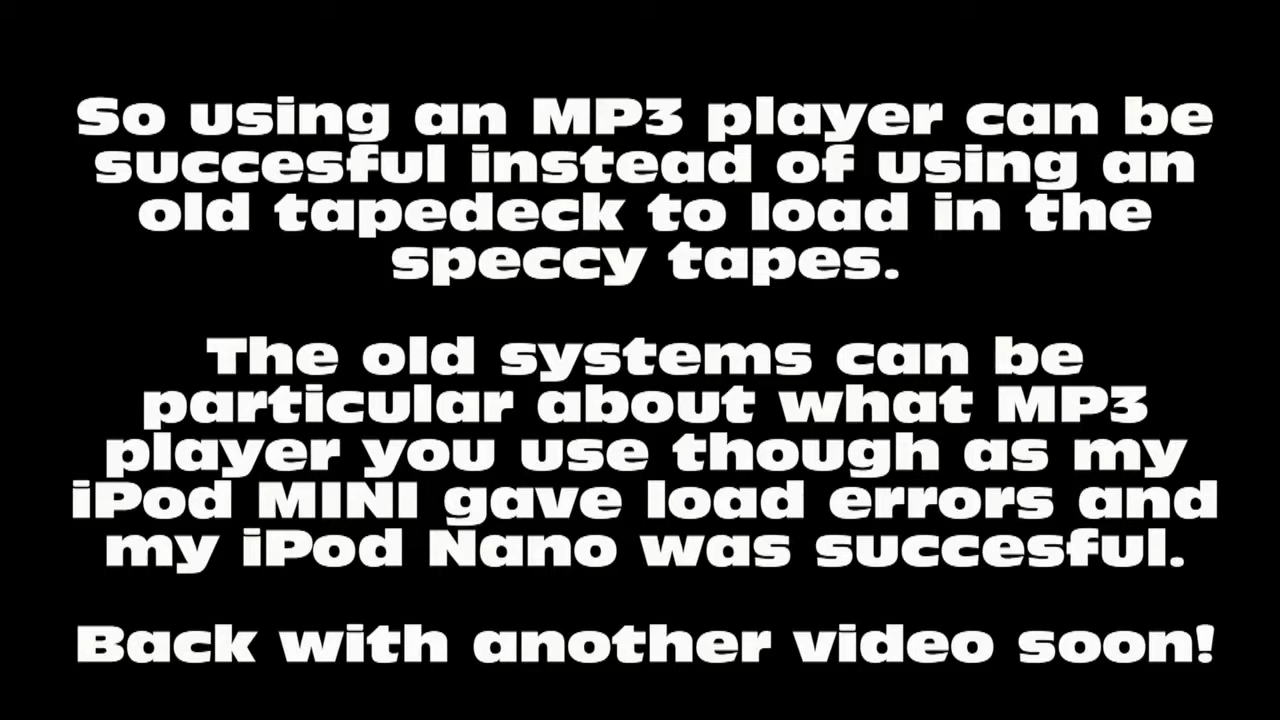 So using an MP3 player can be
succesful instead of using an
old tapedeck to load in the
speccy tapes.
The old systems can be
particular about what MP3
player you use though as my
iPod MINI gave load errors and
my iPod Nano was succesful.
Back with another video soon!